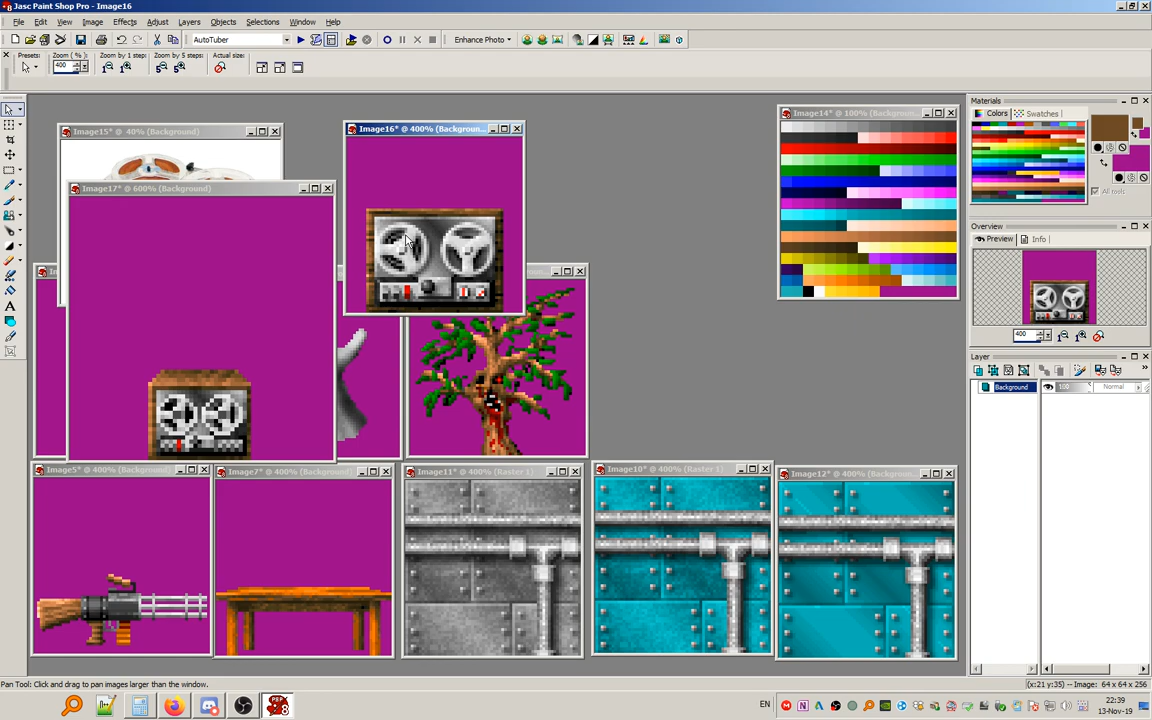 Jasc Paint Shop Pro - Image16
File Edit View Image Effects Adjust Layers Objects Selections Window Help
AutoTuber
Enhance Photo
Presets:
Zoom (%):
Zoom by 1 step:
Zoom by 5 steps:
Actual size:
400
Image15* @ 40% (Background)
Image16* @ 400% (Backgroun...
Image14* @ 100% (Backgroun...
Image17* @ 600% (Background)
Image5* @ 400% (Background)
Image7* @ 400% (Background)
Image11* @ 400% (Raster 1)
Image10* @ 400% (Raster 1)
Image12* @ 400% (Backgroun...
Materials
Colors
Swatches
All tools
Overview
Preview
Info
400
Layer
Background
100
Normal
Pan Tool: Click and drag to pan images larger than the window.
(x:21 y:35) -- Image: 64 x 64 x 256
EN
22:39
13-Nov-19